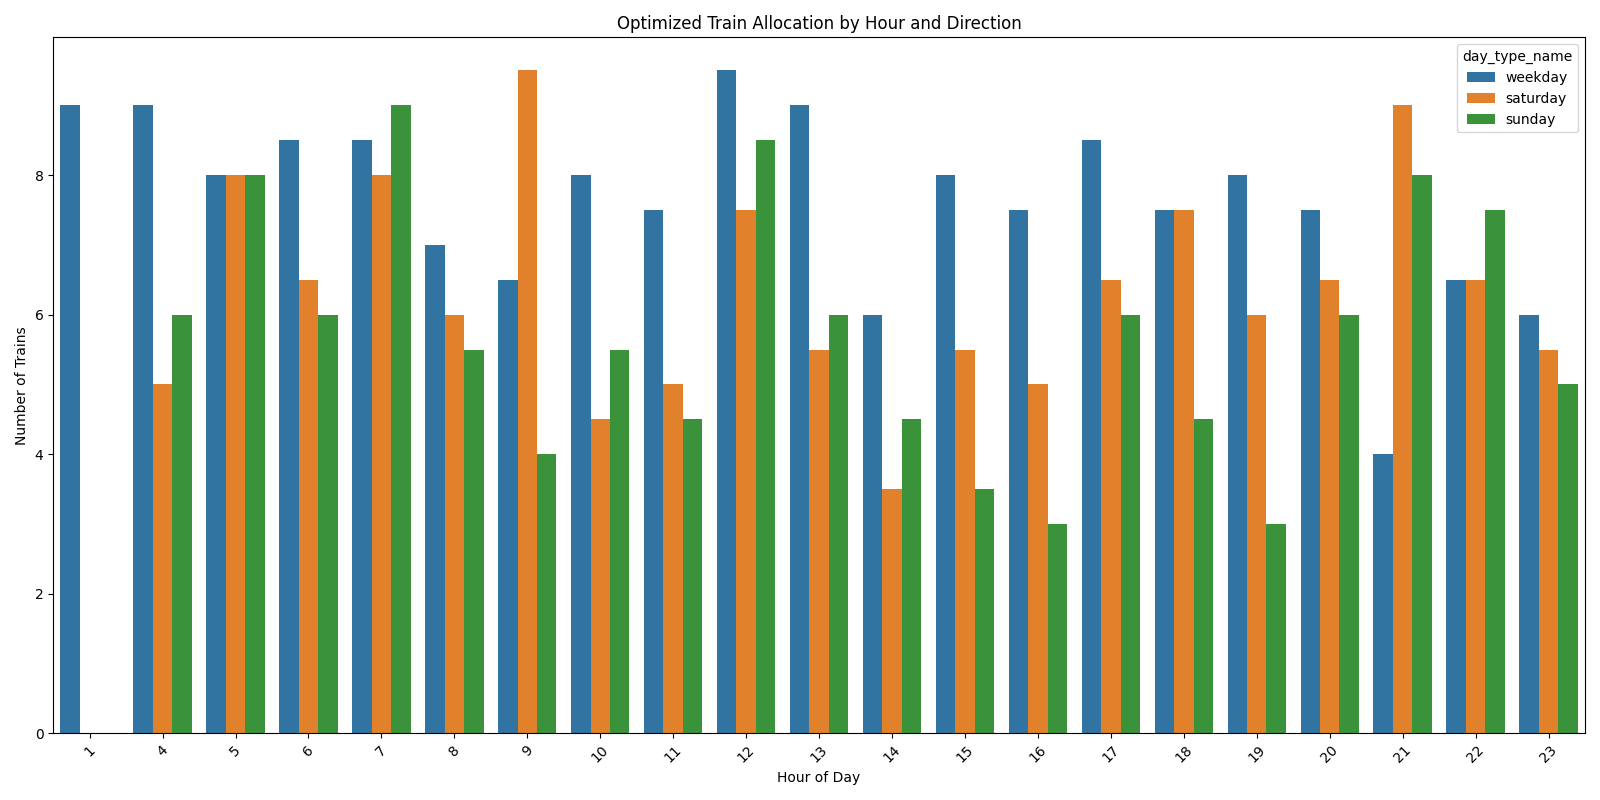 Optimized Train Allocation by Hour and Direction
day_type_name
weekday
saturday
sunday
Number of Trains
8
6
4
2
0
1 4 5 6 7 8 9 10 11 12 13 14 15 16 17 18 19 20 21 22 23
Hour of Day